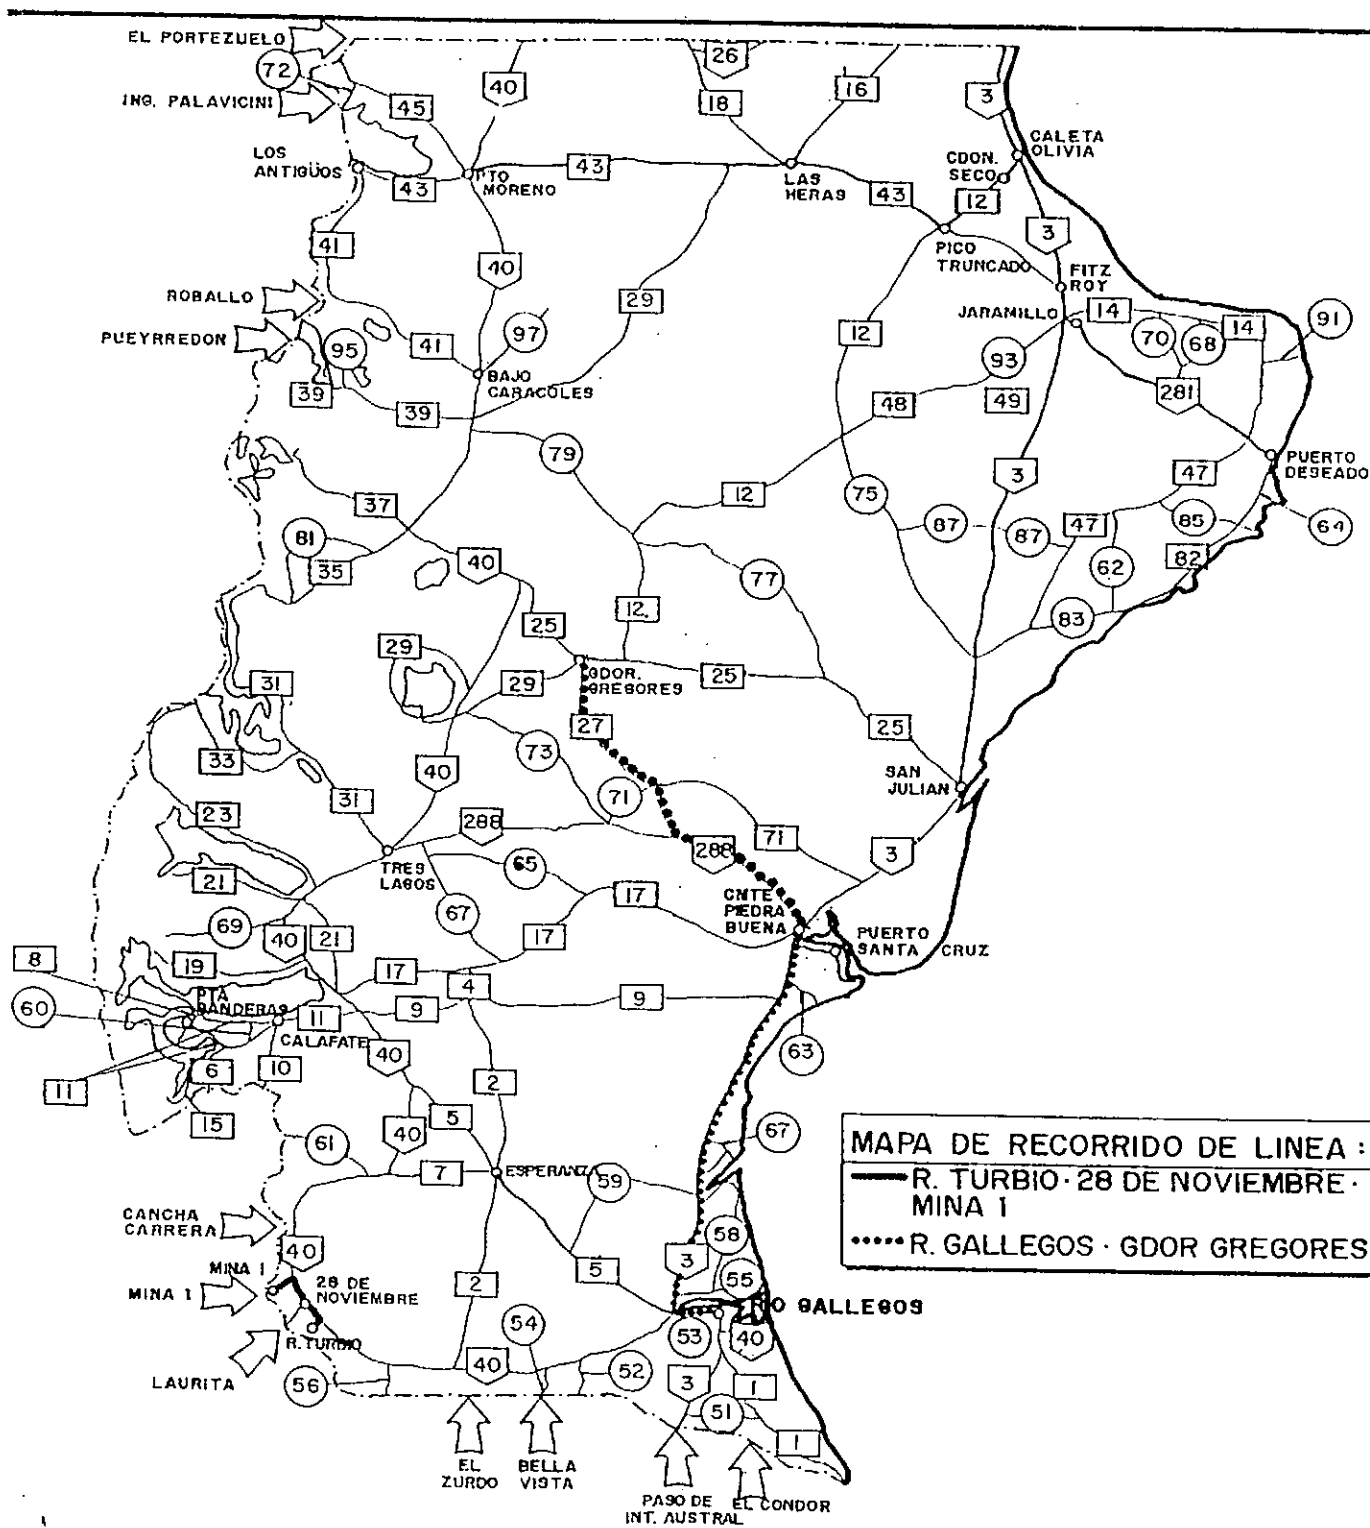 EL PORTEZUELO
72
26
40
3
ING. PALAVICINI
45
18
16
LOS
ANTIGÜOS
43
PTO
MORENO
43
LAS
HERAS
43
CDON.
SECO
CALETA
OLIVIA
12
41
40
29
PICO
TRUNCADO
3
FITZ
ROY
ROBALLO
PUEYRREDON
95
41
97
12
JARAMILLO
14
70
68
14
91
93
39
BAJO
CARACOLES
39
48
49
281
79
PUERTO
DESEADO
37
12
75
3
47
81
35
40
87
87
47
85
64
62
82
77
12
25
83
29
GDOR.
GREGORES
29
25
31
27
25
33
40
73
SAN
JULIAN
31
71
23
288
288
71
3
TRES
LAGOS
65
21
67
17
CNTE
PIEDRA
BUENA
69
40
21
17
PUERTO
SANTA CRUZ
8
19
17
4
60
PTA
BANDERAS
11
9
9
CALAFATE
63
11
6
10
40
2
15
5
61
40
67
MAPA DE RECORRIDO DE LINEA:
7
ESPERANZA
59
R. TURBIO · 28 DE NOVIEMBRE ·
MINA 1
CANCHA
CARRERA
40
3
58
R. GALLEGOS · GDOR GREGORES
MINA 1
28 DE
NOVIEMBRE
MINA 1
2
5
55
R. TURBIO
54
53
40
GALLEGOS
LAURITA
56
40
52
3
1
51
1
EL
ZURDO
BELLA
VISTA
PASO DE
INT. AUSTRAL
EL CONDOR